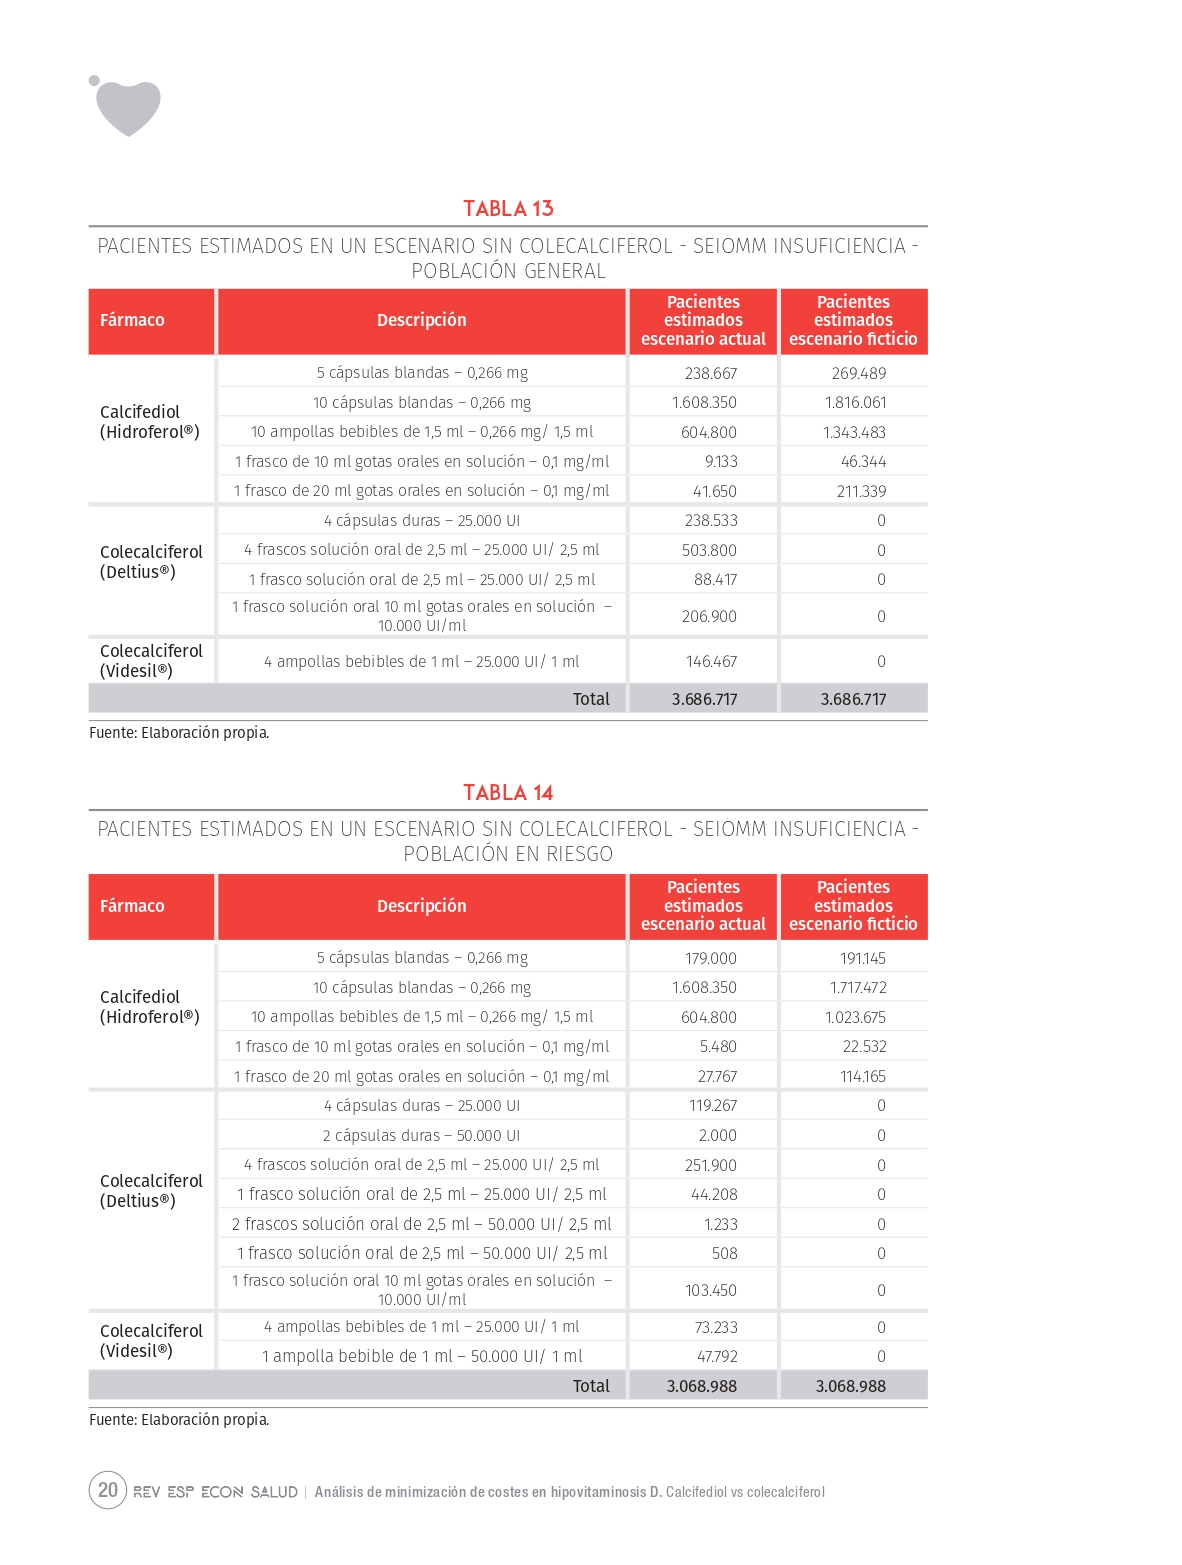 TABLA 13
PACIENTES ESTIMADOS EN UN ESCENARIO SIN COLECALCIFEROL - SEIOMM INSUFICIENCIA -
POBLACIÓN GENERAL
Fármaco Descripción Pacientes estimados escenario actual Pacientes estimados escenario ficticio
Calcifediol (Hidroferol®)
5 cápsulas blandas – 0,266 mg 238.667 269.489
10 cápsulas blandas – 0,266 mg 1.608.350 1.816.061
10 ampollas bebibles de 1,5 ml – 0,266 mg/ 1,5 ml 604.800 1.343.483
1 frasco de 10 ml gotas orales en solución – 0,1 mg/ml 9.133 46.344
1 frasco de 20 ml gotas orales en solución – 0,1 mg/ml 41.650 211.339
Colecalciferol (Deltius®)
4 cápsulas duras – 25.000 UI 238.533 0
4 frascos solución oral de 2,5 ml – 25.000 UI/ 2,5 ml 503.800 0
1 frasco solución oral de 2,5 ml – 25.000 UI/ 2,5 ml 88.417 0
1 frasco solución oral 10 ml gotas orales en solución –
10.000 UI/ml 206.900 0
Colecalciferol (Videsil®)
4 ampollas bebibles de 1 ml – 25.000 UI/ 1 ml 146.467 0
Total 3.686.717 3.686.717
Fuente: Elaboración propia.
TABLA 14
PACIENTES ESTIMADOS EN UN ESCENARIO SIN COLECALCIFEROL - SEIOMM INSUFICIENCIA -
POBLACIÓN EN RIESGO
Fármaco Descripción Pacientes estimados escenario actual Pacientes estimados escenario ficticio
Calcifediol (Hidroferol®)
5 cápsulas blandas – 0,266 mg 179.000 191.145
10 cápsulas blandas – 0,266 mg 1.608.350 1.717.472
10 ampollas bebibles de 1,5 ml – 0,266 mg/ 1,5 ml 604.800 1.023.675
1 frasco de 10 ml gotas orales en solución – 0,1 mg/ml 5.480 22.532
1 frasco de 20 ml gotas orales en solución – 0,1 mg/ml 27.767 114.165
Colecalciferol (Deltius®)
4 cápsulas duras – 25.000 UI 119.267 0
2 cápsulas duras – 50.000 UI 2.000 0
4 frascos solución oral de 2,5 ml – 25.000 UI/ 2,5 ml 251.900 0
1 frasco solución oral de 2,5 ml – 25.000 UI/ 2,5 ml 44.208 0
2 frascos solución oral de 2,5 ml – 50.000 UI/ 2,5 ml 1.233 0
1 frasco solución oral de 2,5 ml – 50.000 UI/ 2,5 ml 508 0
1 frasco solución oral 10 ml gotas orales en solución –
10.000 UI/ml 103.450 0
Colecalciferol (Videsil®)
4 ampollas bebibles de 1 ml – 25.000 UI/ 1 ml 73.233 0
1 ampolla bebible de 1 ml – 50.000 UI/ 1 ml 47.792 0
Total 3.068.988 3.068.988
Fuente: Elaboración propia.
20 REV ESP ECON SALUD | Análisis de minimización de costes en hipovitaminosis D. Calcifediol vs colecalciferol